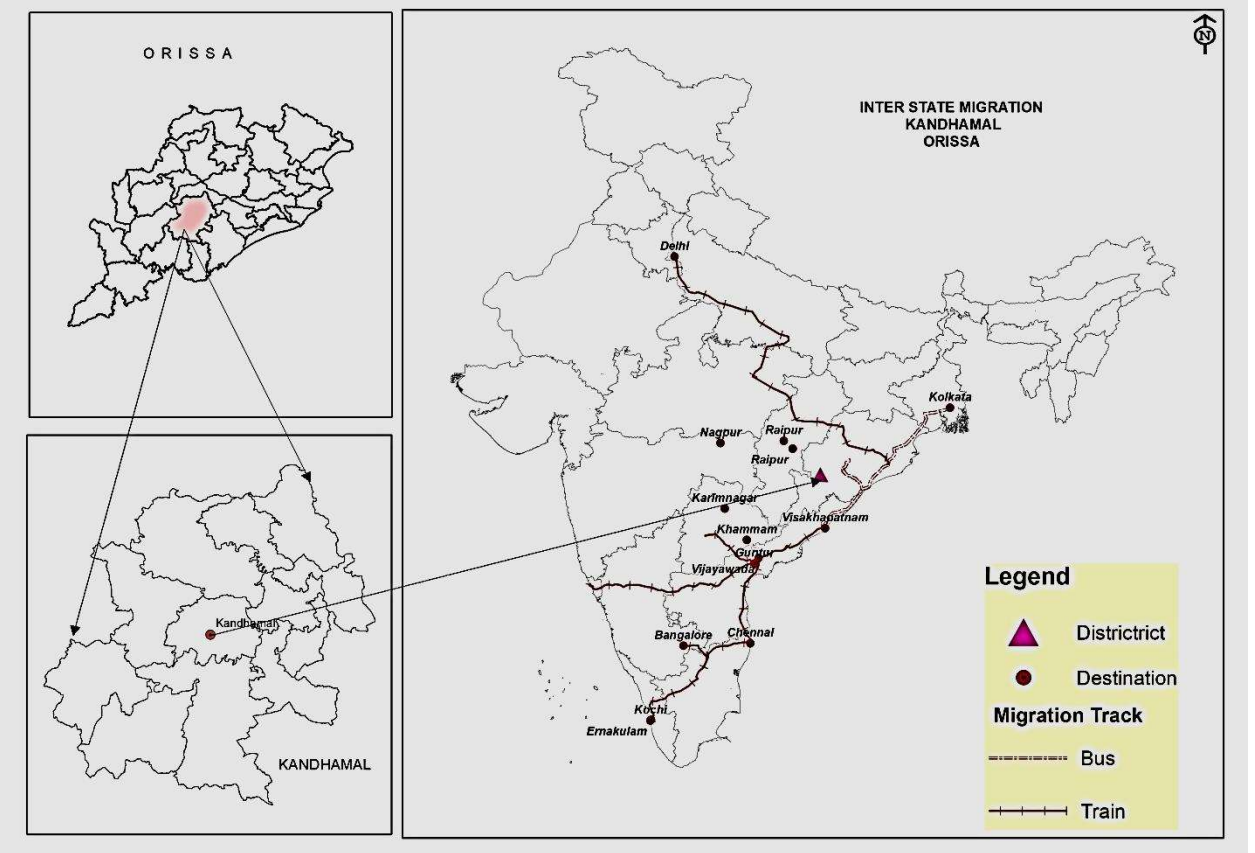 ORISSA
N
INTER STATE MIGRATION
KANDHAMAL
ORISSA
Delhi
Kolkata
Nagpur
Raipur
Raipur
Karimnagar
Visakhapatnam
Khammam
Guntur
Vijayawada
Bangalore
Chennai
Kochi
Ernakulam
Kandhamal
KANDHAMAL
Legend
Distrctrict
Destination
Migration Track
Bus
Train